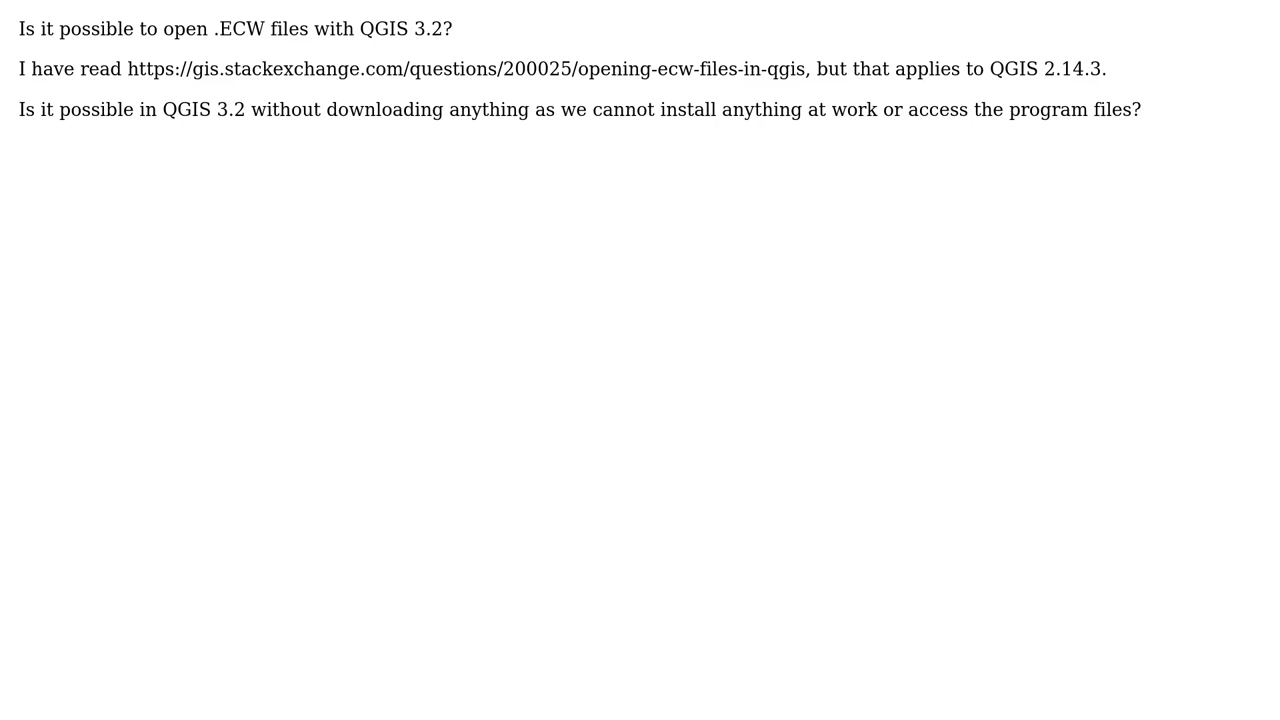 Is it possible to open .ECW files with QGIS 3.2?
I have read https://gis.stackexchange.com/questions/200025/opening-ecw-files-in-qgis, but that applies to QGIS 2.14.3.
Is it possible in QGIS 3.2 without downloading anything as we cannot install anything at work or access the program files?